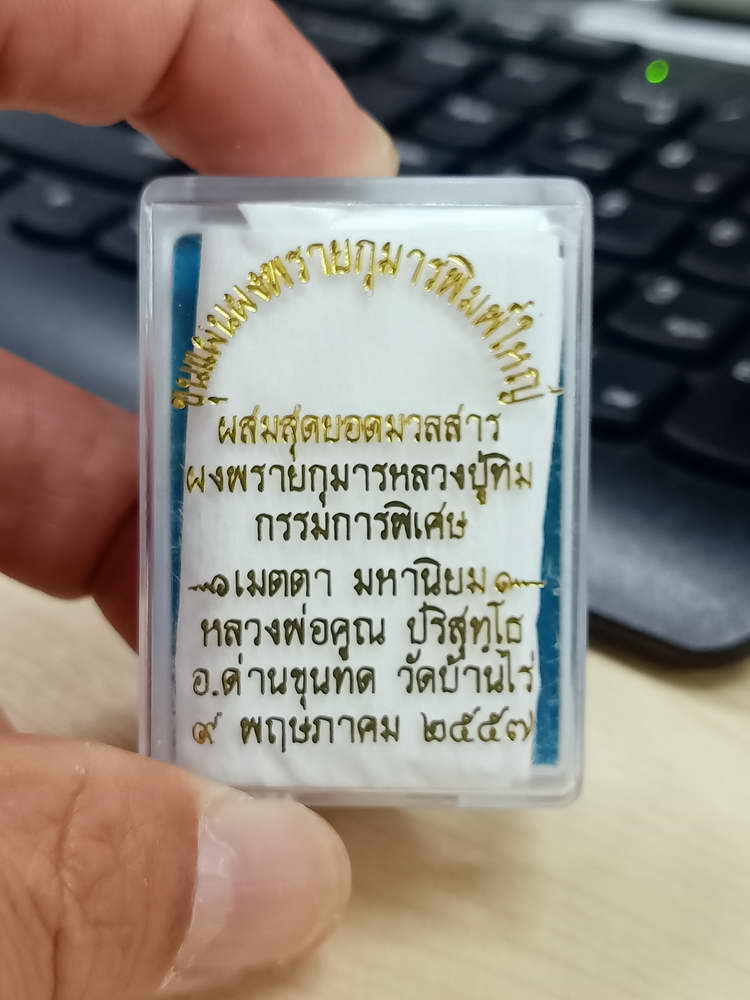 ขุนแผนผงพรายกุมารพิมพ์ใหญ่
ผสมสุดยอดมวลสาร
ผงพรายกุมารหลวงปู่ทิม
กรรมการพิเศษ
เมตตา มหานิยม
หลวงพ่อคูณ ปริสุทฺโธ
อ.ด่านขุนทด วัดบ้านไร่
๙ พฤษภาคม ๒๕๕๗